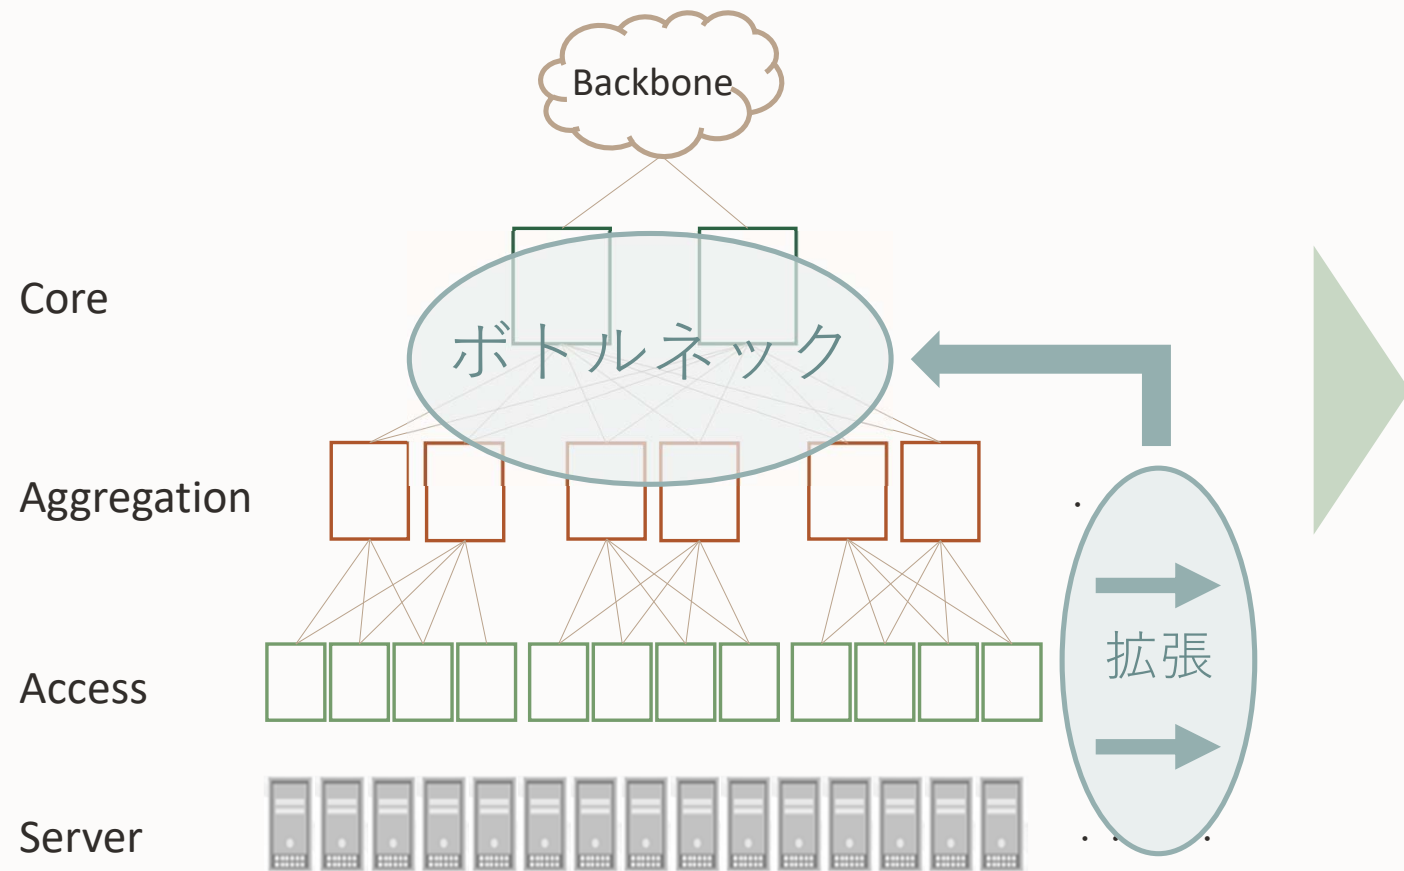 Backbone
Core
ボトルネック
Aggregation
拡張
Access
Server